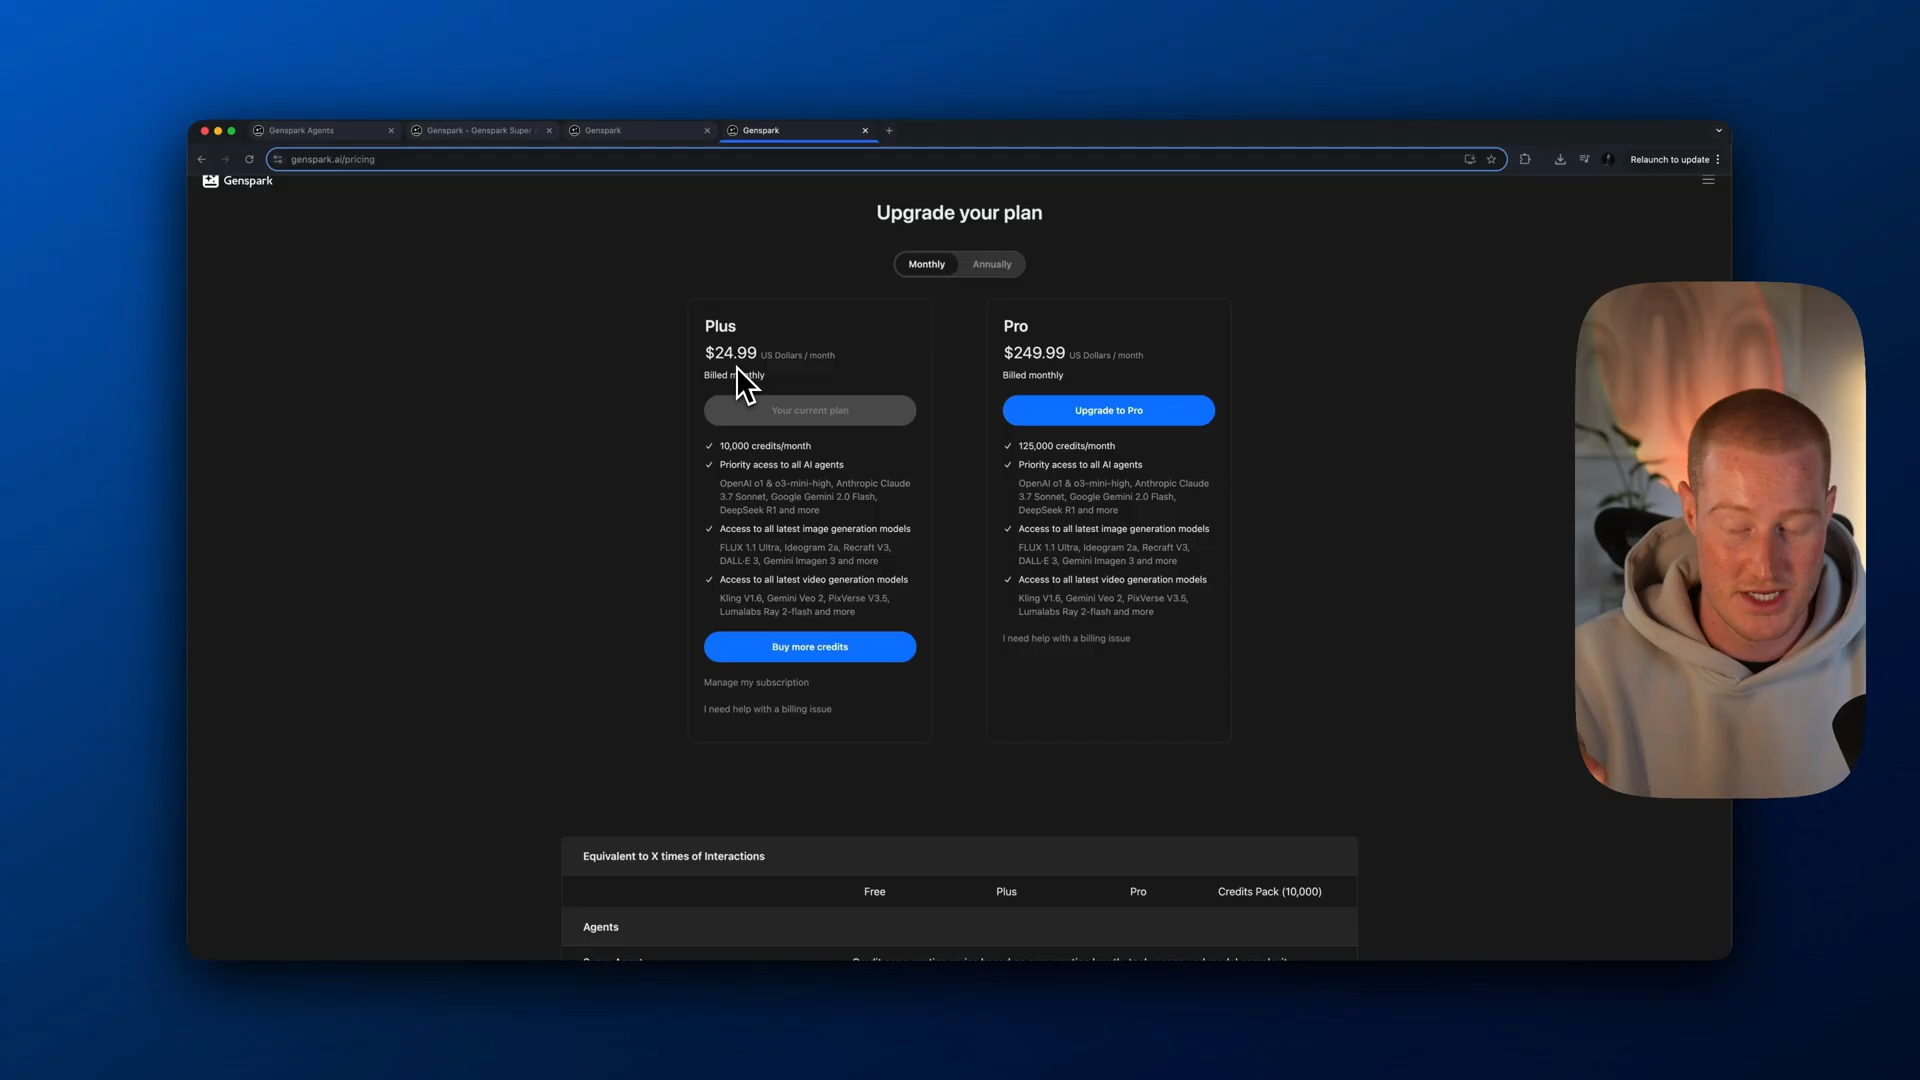 Genspark Agents
Genspark - Genspark Super
Genspark
Genspark
genspark.ai/pricing
Relaunch to update
Genspark
Upgrade your plan
Monthly
Annually
Plus
$24.99 US Dollars / month
Billed monthly
Your current plan
10,000 credits/month
Priority acess to all AI agents
OpenAI o1 & o3-mini-high, Anthropic Claude
3.7 Sonnet, Google Gemini 2.0 Flash,
DeepSeek R1 and more
Access to all latest image generation models
FLUX 1.1 Ultra, Ideogram 2a, Recraft V3,
DALL·E 3, Gemini Imagen 3 and more
Access to all latest video generation models
Kling V1.6, Gemini Veo 2, PixVerse V3.5,
Lumalabs Ray 2-flash and more
Buy more credits
Manage my subscription
I need help with a billing issue
Pro
$249.99 US Dollars / month
Billed monthly
Upgrade to Pro
125,000 credits/month
Priority acess to all AI agents
OpenAI o1 & o3-mini-high, Anthropic Claude
3.7 Sonnet, Google Gemini 2.0 Flash,
DeepSeek R1 and more
Access to all latest image generation models
FLUX 1.1 Ultra, Ideogram 2a, Recraft V3,
DALL·E 3, Gemini Imagen 3 and more
Access to all latest video generation models
Kling V1.6, Gemini Veo 2, PixVerse V3.5,
Lumalabs Ray 2-flash and more
I need help with a billing issue
Equivalent to X times of Interactions
Free Plus Pro Credits Pack (10,000)
Agents